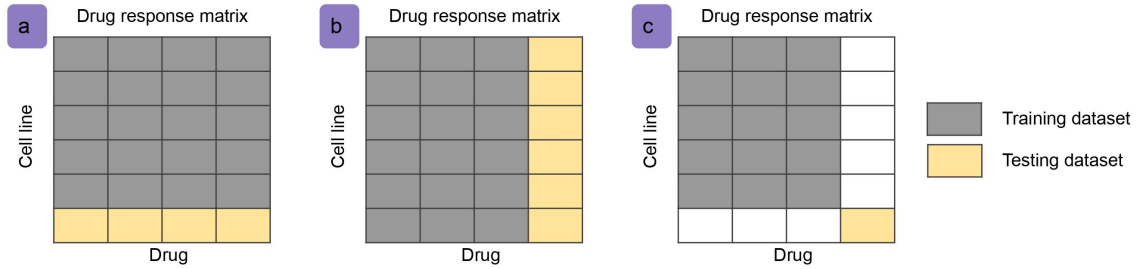 a
Drug response matrix
Cell line
Drug
b
Drug response matrix
Cell line
Drug
c
Drug response matrix
Cell line
Drug
Training dataset
Testing dataset